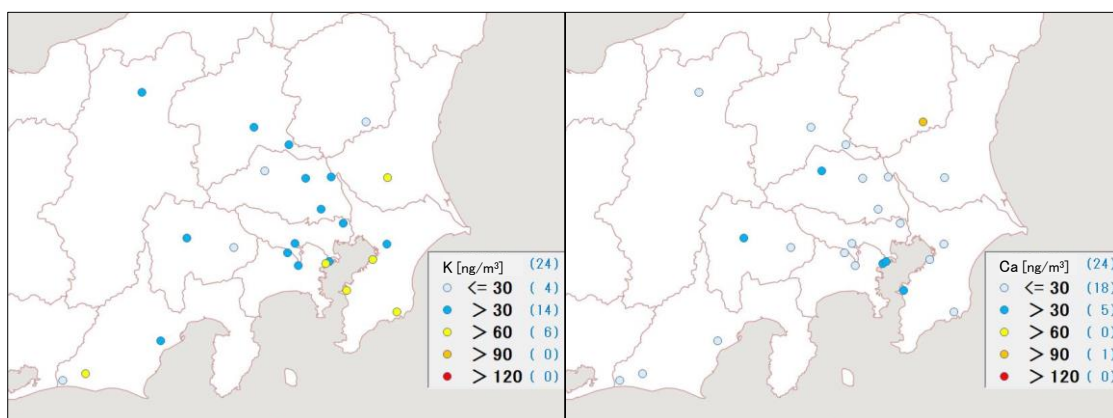 K [ng/m³] (24)
<= 30 ( 4)
> 30 (14)
> 60 ( 6)
> 90 ( 0)
> 120 ( 0)
Ca [ng/m³] (24)
<= 30 (18)
> 30 ( 5)
> 60 ( 0)
> 90 ( 1)
> 120 ( 0)